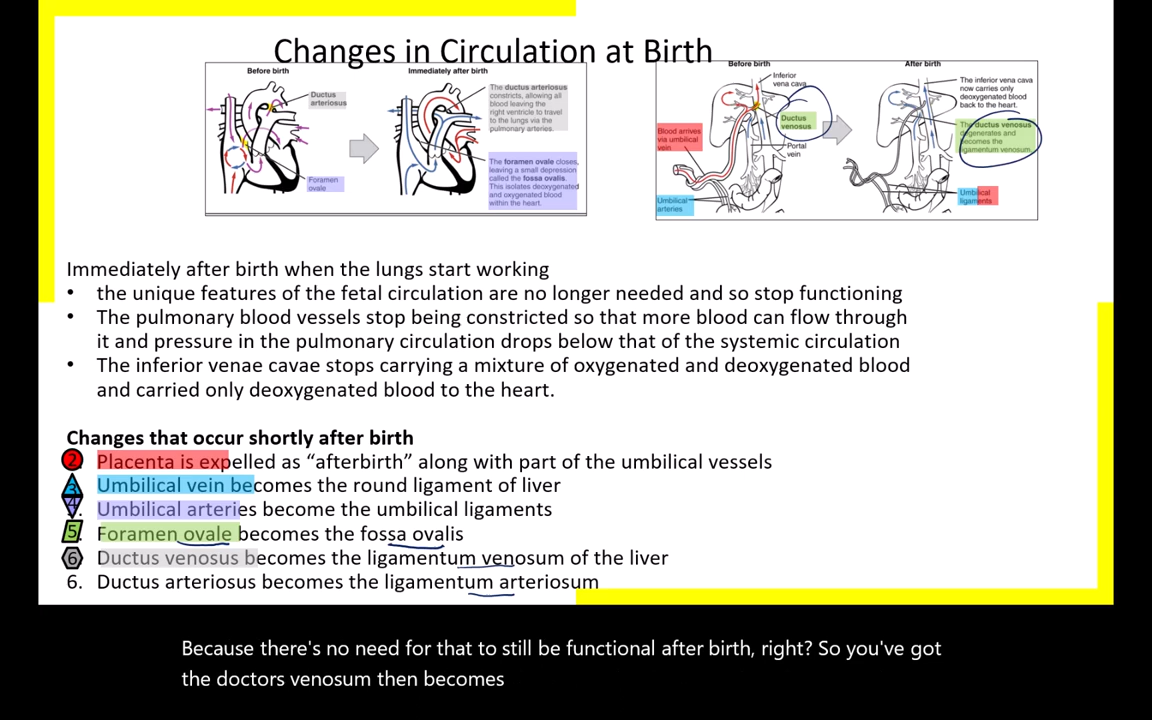 Changes in Circulation at Birth
Before birth
Immediately after birth
Ductus
arteriosus
Foramen
ovale
The ductus arteriosus
constricts, allowing all
blood leaving the
right ventricle to travel
to the lungs via the
pulmonary arteries.
The foramen ovale closes,
leaving a small depression
called the fossa ovalis.
This isolates deoxygenated
and oxygenated blood
within the heart.
Before birth
After birth
Inferior
vena cava
Ductus
venosus
Blood arrives
via umbilical
vein
Portal
vein
Umbilical
arteries
The inferior vena cava
now carries only
deoxygenated blood
back to the heart.
The ductus venosus
degenerates and
becomes the
ligamentum venosum.
Umbilical
ligaments
Immediately after birth when the lungs start working
• the unique features of the fetal circulation are no longer needed and so stop functioning
• The pulmonary blood vessels stop being constricted so that more blood can flow through
it and pressure in the pulmonary circulation drops below that of the systemic circulation
• The inferior venae cavae stops carrying a mixture of oxygenated and deoxygenated blood
and carried only deoxygenated blood to the heart.
Changes that occur shortly after birth
2 Placenta is expelled as “afterbirth” along with part of the umbilical vessels
3 Umbilical vein becomes the round ligament of liver
4 Umbilical arteries become the umbilical ligaments
5 Foramen ovale becomes the fossa ovalis
6 Ductus venosus becomes the ligamentum venosum of the liver
6. Ductus arteriosus becomes the ligamentum arteriosum
Because there's no need for that to still be functional after birth, right? So you've got
the doctors venosum then becomes